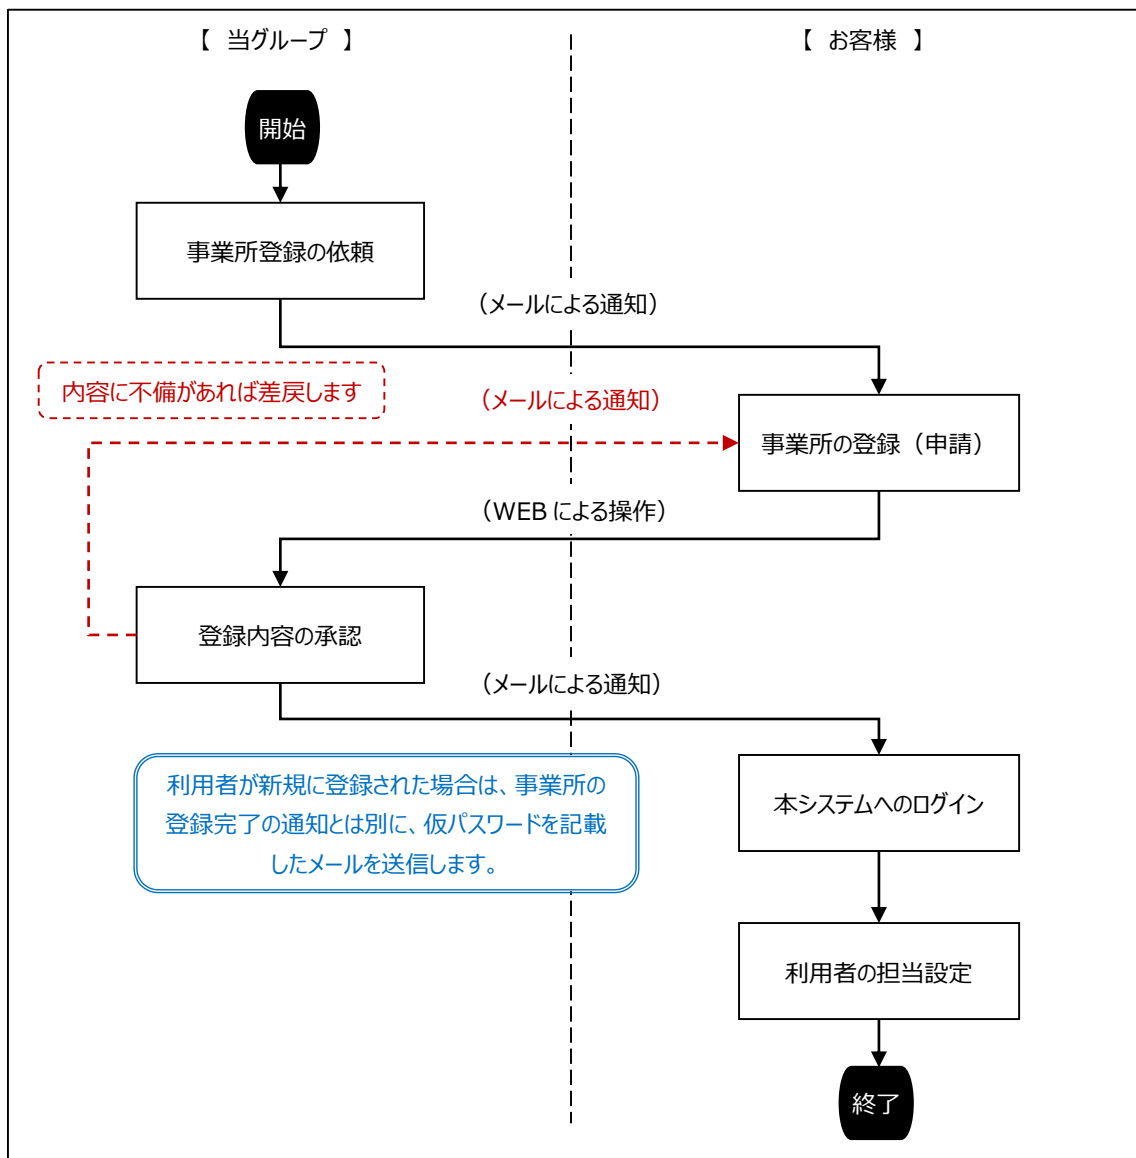 【 当グループ 】
【 お客様 】
開始
事業所登録の依頼
（メールによる通知）
内容に不備があれば差戻します
（メールによる通知）
事業所の登録（申請）
（WEB による操作）
登録内容の承認
（メールによる通知）
利用者が新規に登録された場合は、事業所の
登録完了の通知とは別に、仮パスワードを記載
したメールを送信します。
本システムへのログイン
利用者の担当設定
終了